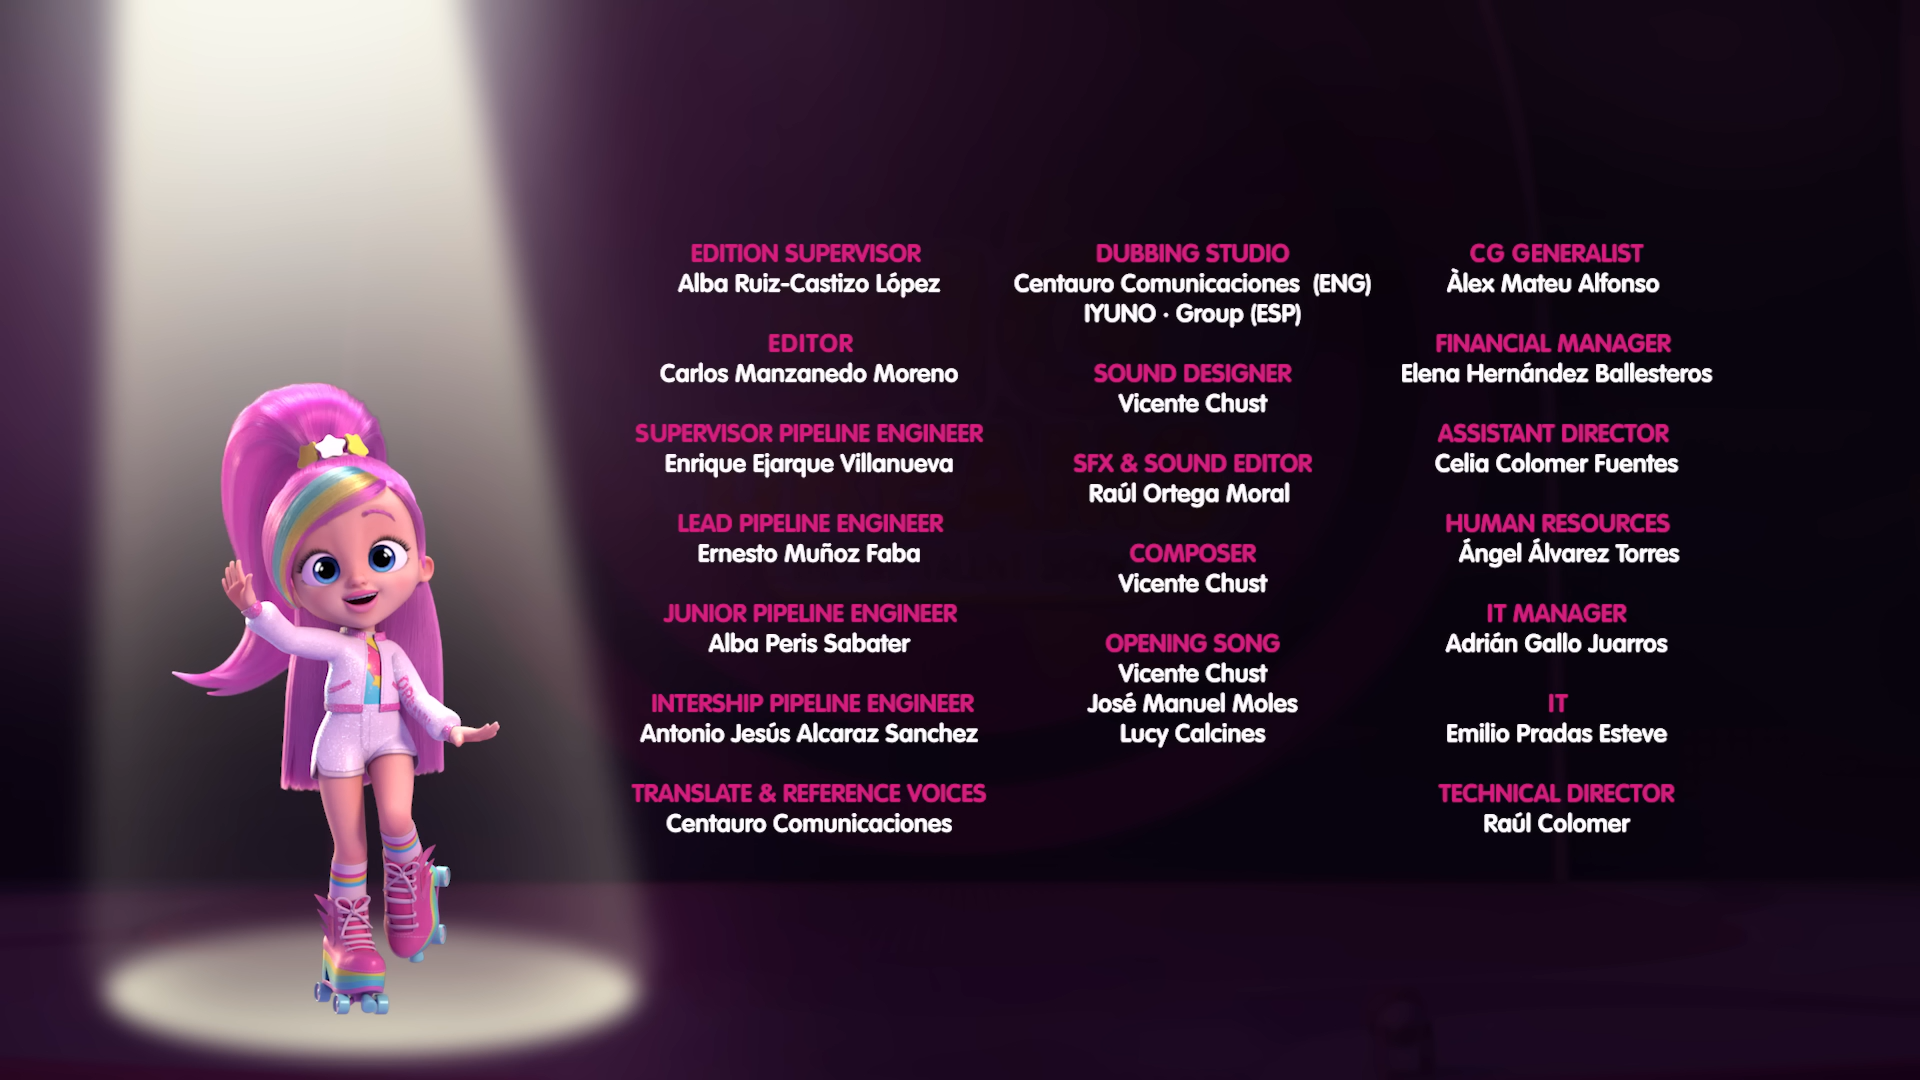 EDITION SUPERVISOR
Alba Ruiz-Castizo López
EDITOR
Carlos Manzanedo Moreno
SUPERVISOR PIPELINE ENGINEER
Enrique Ejarque Villanueva
LEAD PIPELINE ENGINEER
Ernesto Muñoz Faba
JUNIOR PIPELINE ENGINEER
Alba Peris Sabater
INTERSHIP PIPELINE ENGINEER
Antonio Jesús Alcaraz Sanchez
TRANSLATE & REFERENCE VOICES
Centauro Comunicaciones
DUBBING STUDIO
Centauro Comunicaciones (ENG)
IYUNO · Group (ESP)
SOUND DESIGNER
Vicente Chust
SFX & SOUND EDITOR
Raúl Ortega Moral
COMPOSER
Vicente Chust
OPENING SONG
Vicente Chust
José Manuel Moles
Lucy Calcines
CG GENERALIST
Àlex Mateu Alfonso
FINANCIAL MANAGER
Elena Hernández Ballesteros
ASSISTANT DIRECTOR
Celia Colomer Fuentes
HUMAN RESOURCES
Ángel Álvarez Torres
IT MANAGER
Adrián Gallo Juarros
IT
Emilio Pradas Esteve
TECHNICAL DIRECTOR
Raúl Colomer